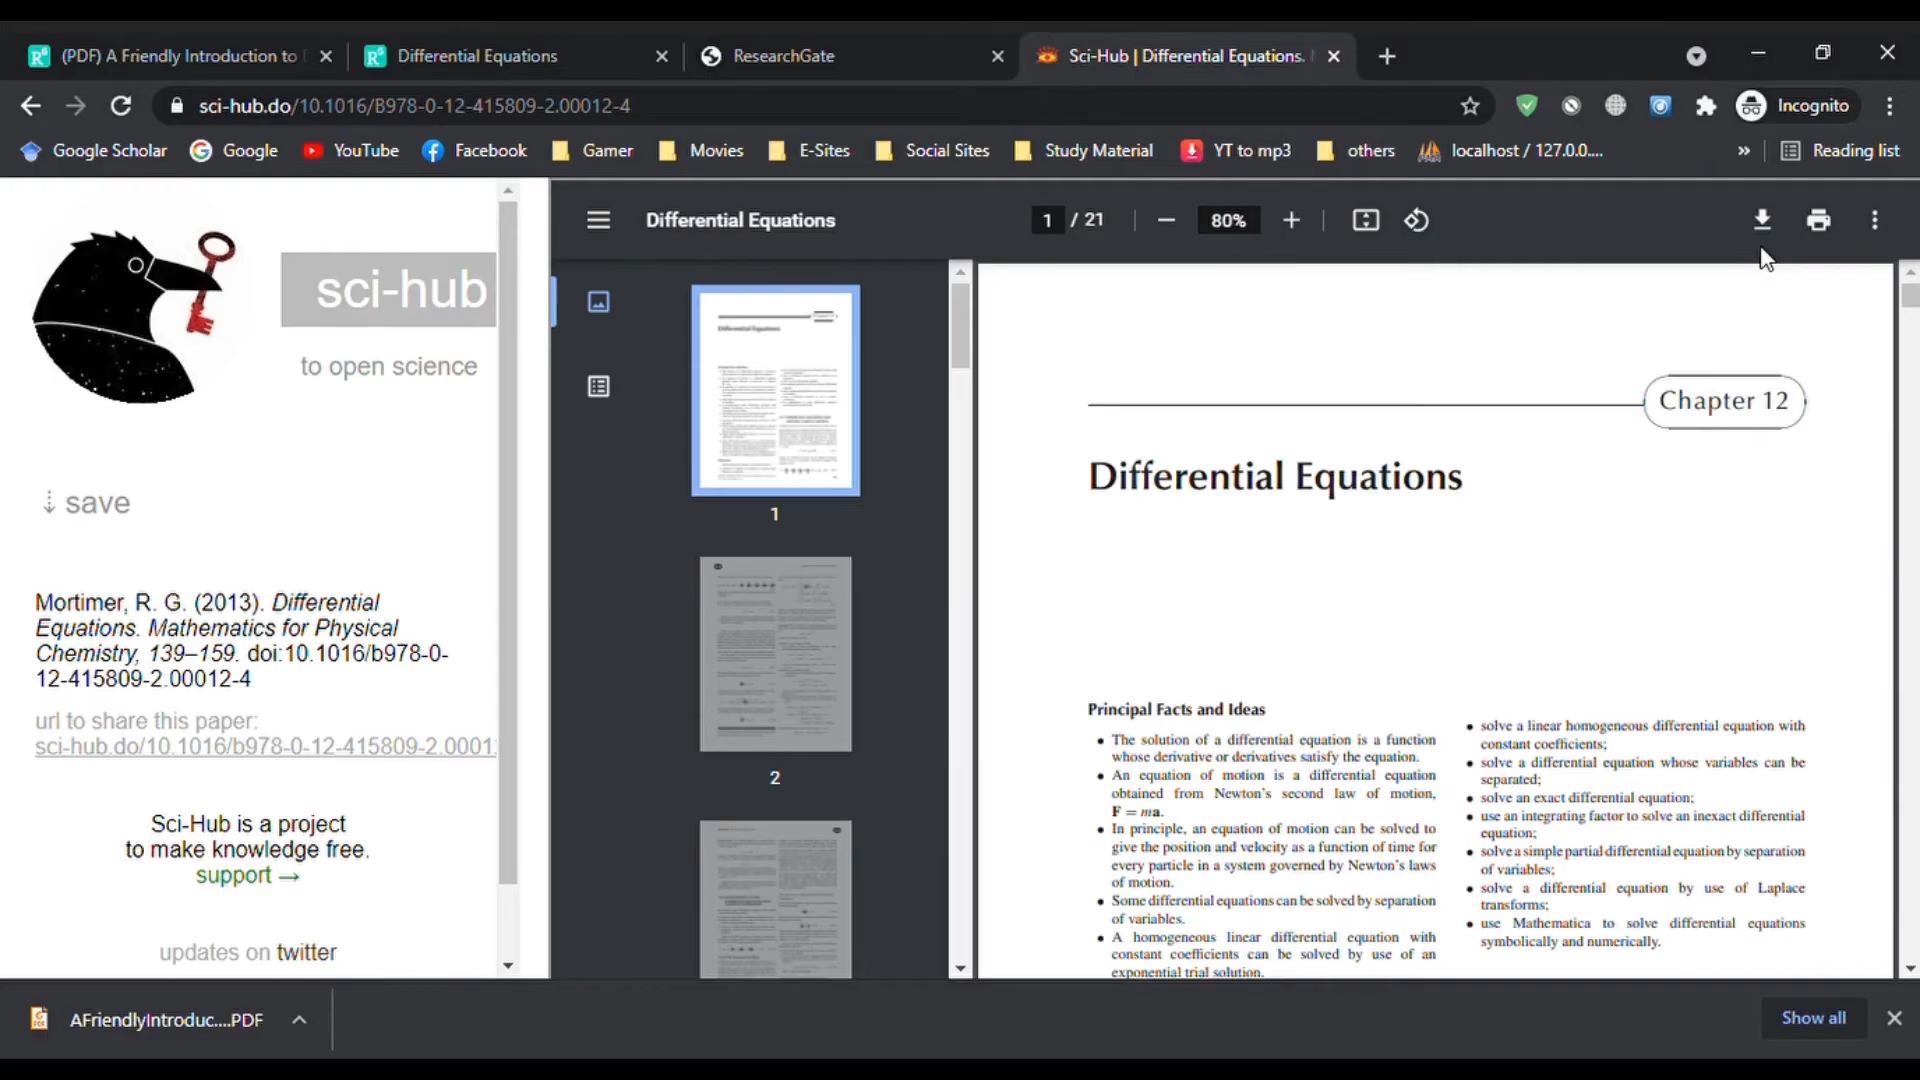 (PDF) A Friendly Introduction to
Differential Equations
ResearchGate
Sci-Hub | Differential Equations.
sci-hub.do/10.1016/B978-0-12-415809-2.00012-4
Incognito
Google Scholar
Google
YouTube
Facebook
Gamer
Movies
E-Sites
Social Sites
Study Material
YT to mp3
others
localhost / 127.0.0....
»
Reading list
sci-hub
to open science
⇣ save
Mortimer, R. G. (2013). Differential
Equations. Mathematics for Physical
Chemistry, 139–159. doi:10.1016/b978-0-
12-415809-2.00012-4
url to share this paper:
sci-hub.do/10.1016/b978-0-12-415809-2.0001
Sci-Hub is a project
to make knowledge free.
support →
updates on twitter
Differential Equations
1 / 21
80%
1
2
Chapter 12
Differential Equations
Principal Facts and Ideas
• The solution of a differential equation is a function
whose derivative or derivatives satisfy the equation.
• An equation of motion is a differential equation
obtained from Newton's second law of motion,
F = ma.
• In principle, an equation of motion can be solved to
give the position and velocity as a function of time for
every particle in a system governed by Newton's laws
of motion.
• Some differential equations can be solved by separation
of variables.
• A homogeneous linear differential equation with
constant coefficients can be solved by use of an
exponential trial solution.
• solve a linear homogeneous differential equation with
constant coefficients;
• solve a differential equation whose variables can be
separated;
• solve an exact differential equation;
• use an integrating factor to solve an inexact differential
equation;
• solve a simple partial differential equation by separation
of variables;
• solve a differential equation by use of Laplace
transforms;
• use Mathematica to solve differential equations
symbolically and numerically.
AFriendlyIntroduc....PDF
Show all